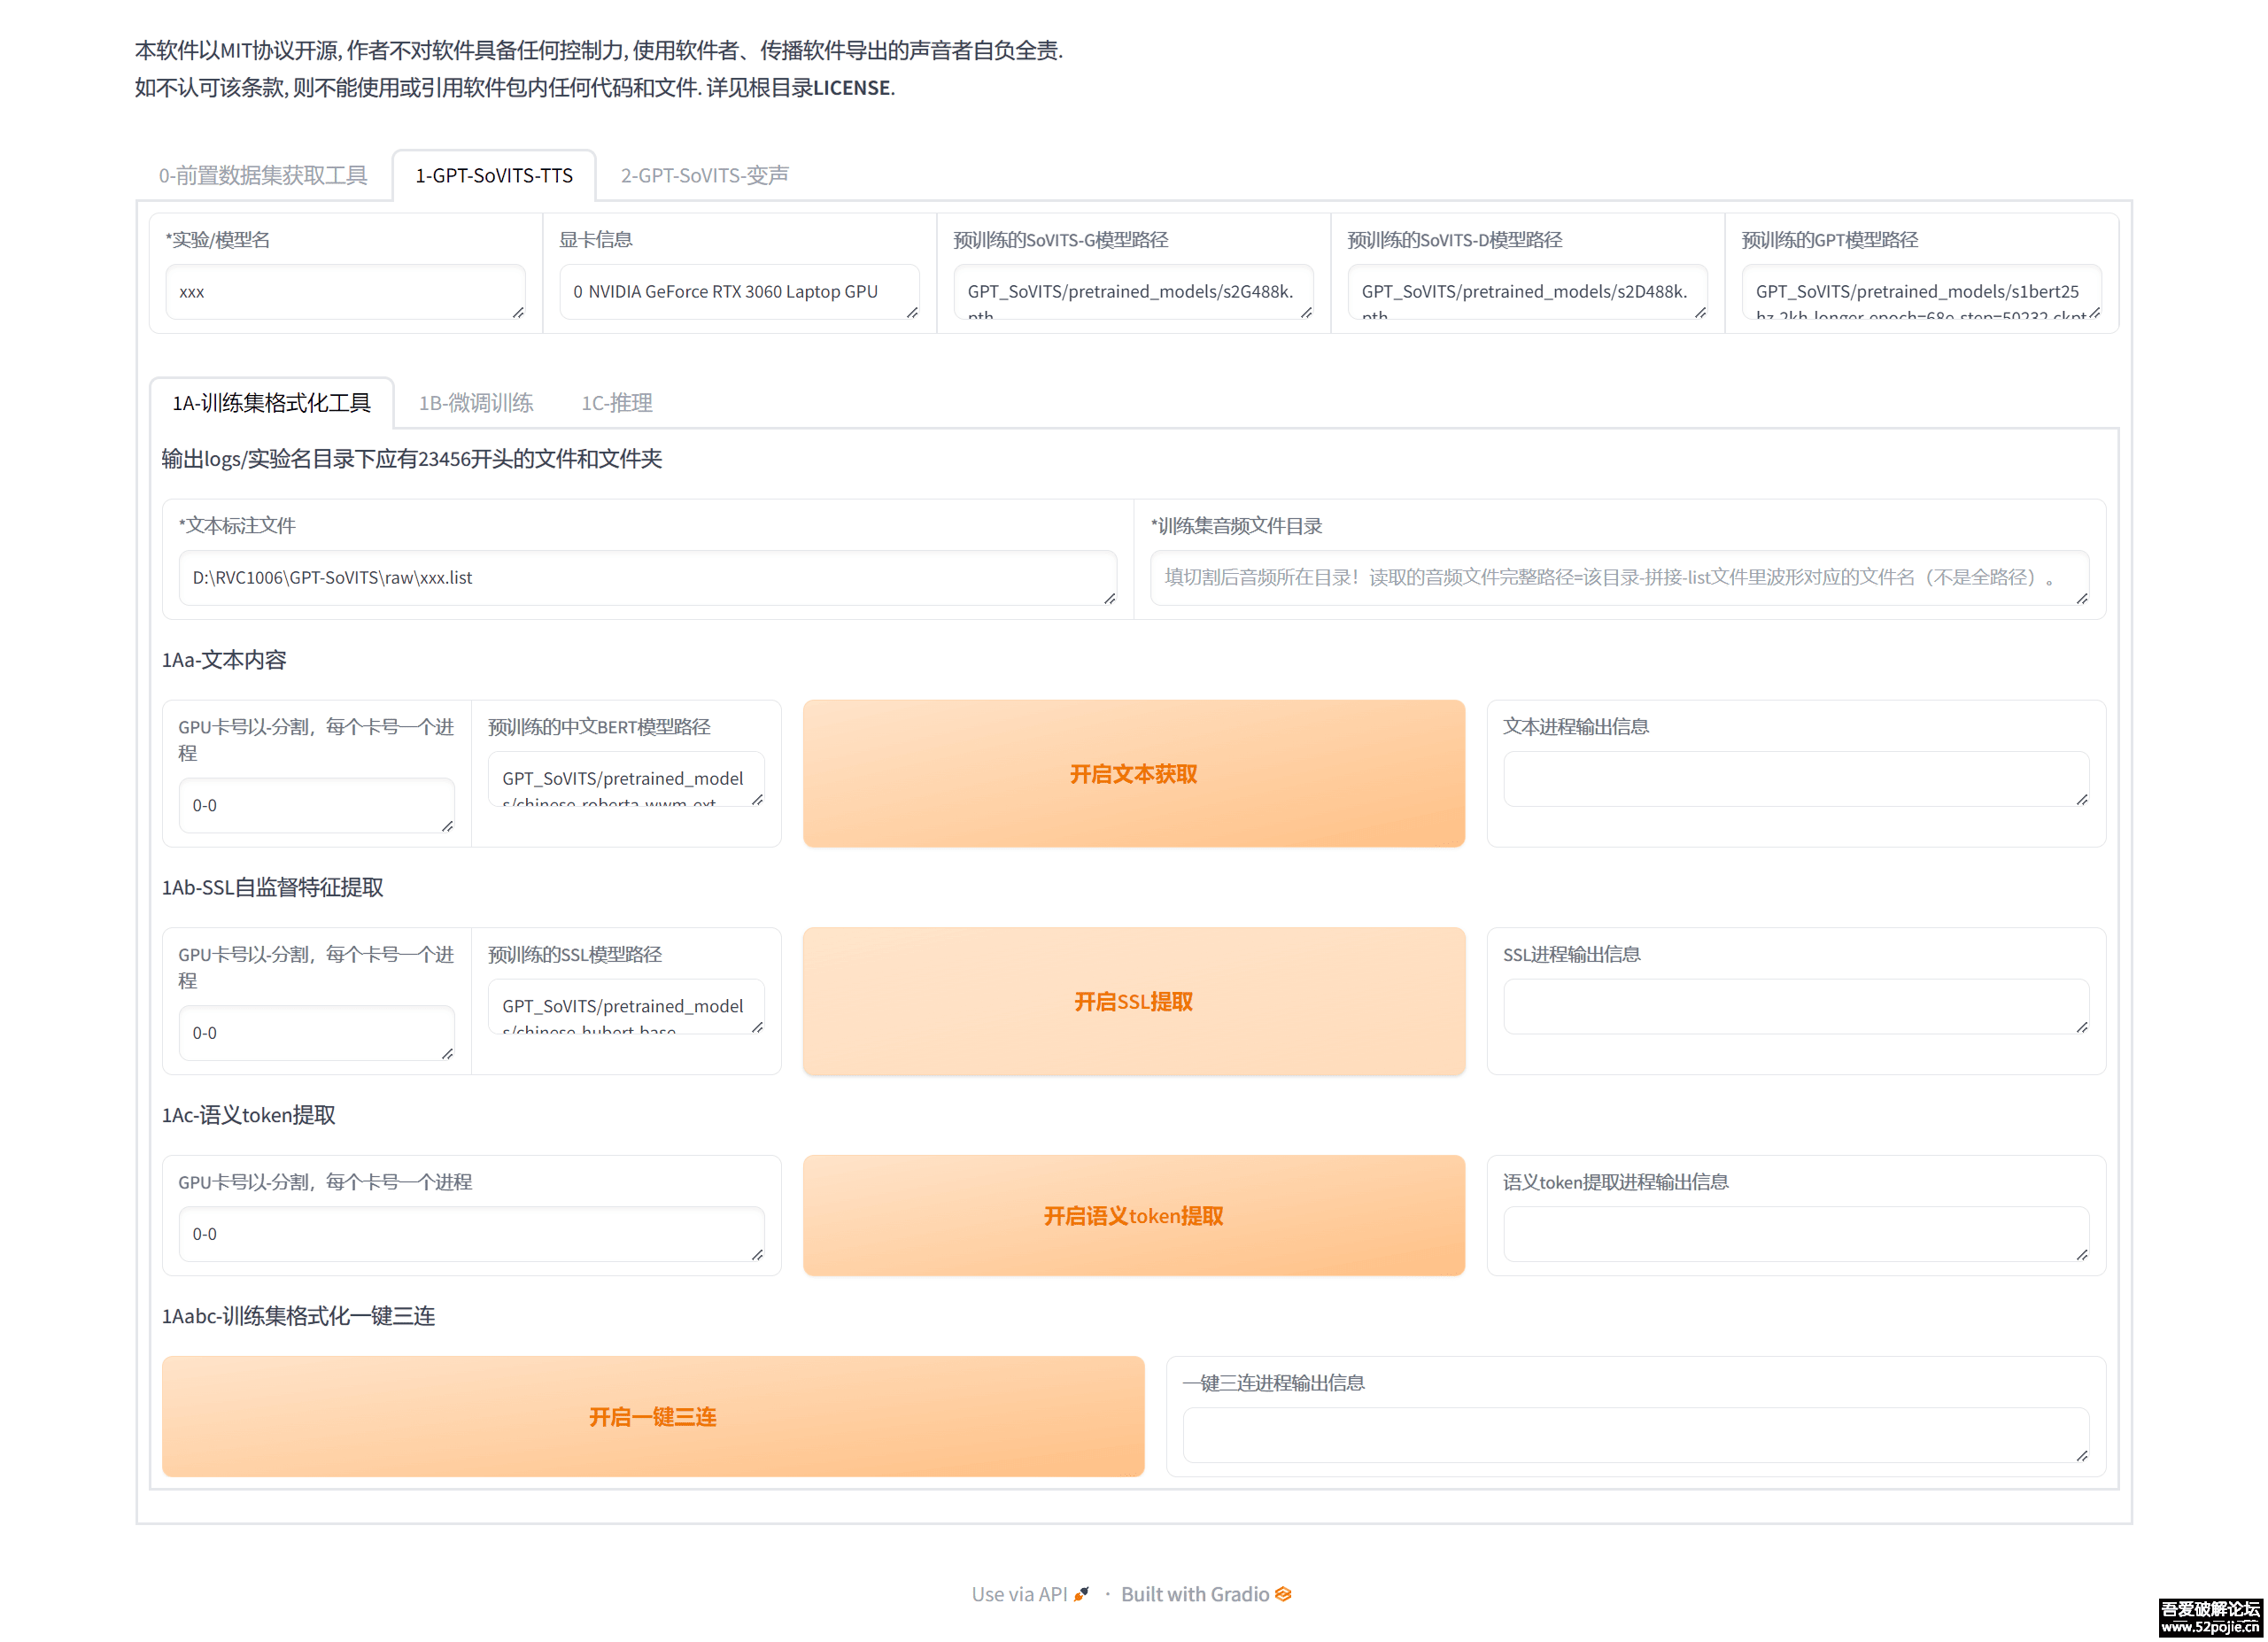 本软件以MIT协议开源, 作者不对软件具备任何控制力, 使用软件者、传播软件导出的声音者自负全责.
如不认可该条款, 则不能使用或引用软件包内任何代码和文件. 详见根目录LICENSE.
0-前置数据集获取工具
1-GPT-SoVITS-TTS
2-GPT-SoVITS-变声
*实验/模型名
显卡信息
预训练的SoVITS-G模型路径
预训练的SoVITS-D模型路径
预训练的GPT模型路径
xxx
0 NVIDIA GeForce RTX 3060 Laptop GPU
GPT_SoVITS/pretrained_models/s2G488k.
pth
GPT_SoVITS/pretrained_models/s2D488k.
pth
GPT_SoVITS/pretrained_models/s1bert25
hz-2kh-longer-epoch=68e-step=50232.ckpt
1A-训练集格式化工具
1B-微调训练
1C-推理
输出logs/实验名目录下应有23456开头的文件和文件夹
*文本标注文件
*训练集音频文件目录
D:\RVC1006\GPT-SoVITS\raw\xxx.list
填切割后音频所在目录！读取的音频文件完整路径=该目录-拼接-list文件里波形对应的文件名（不是全路径）。
1Aa-文本内容
GPU卡号以-分割，每个卡号一个进
程
0-0
预训练的中文BERT模型路径
GPT_SoVITS/pretrained_model
s/chinese-roberta-wwm-ext
开启文本获取
文本进程输出信息
1Ab-SSL自监督特征提取
GPU卡号以-分割，每个卡号一个进
程
0-0
预训练的SSL模型路径
GPT_SoVITS/pretrained_model
s/chinese-hubert-base
开启SSL提取
SSL进程输出信息
1Ac-语义token提取
GPU卡号以-分割，每个卡号一个进程
0-0
开启语义token提取
语义token提取进程输出信息
1Aabc-训练集格式化一键三连
开启一键三连
一键三连进程输出信息
Use via API · Built with Gradio
吾爱破解论坛
www.52pojie.cn